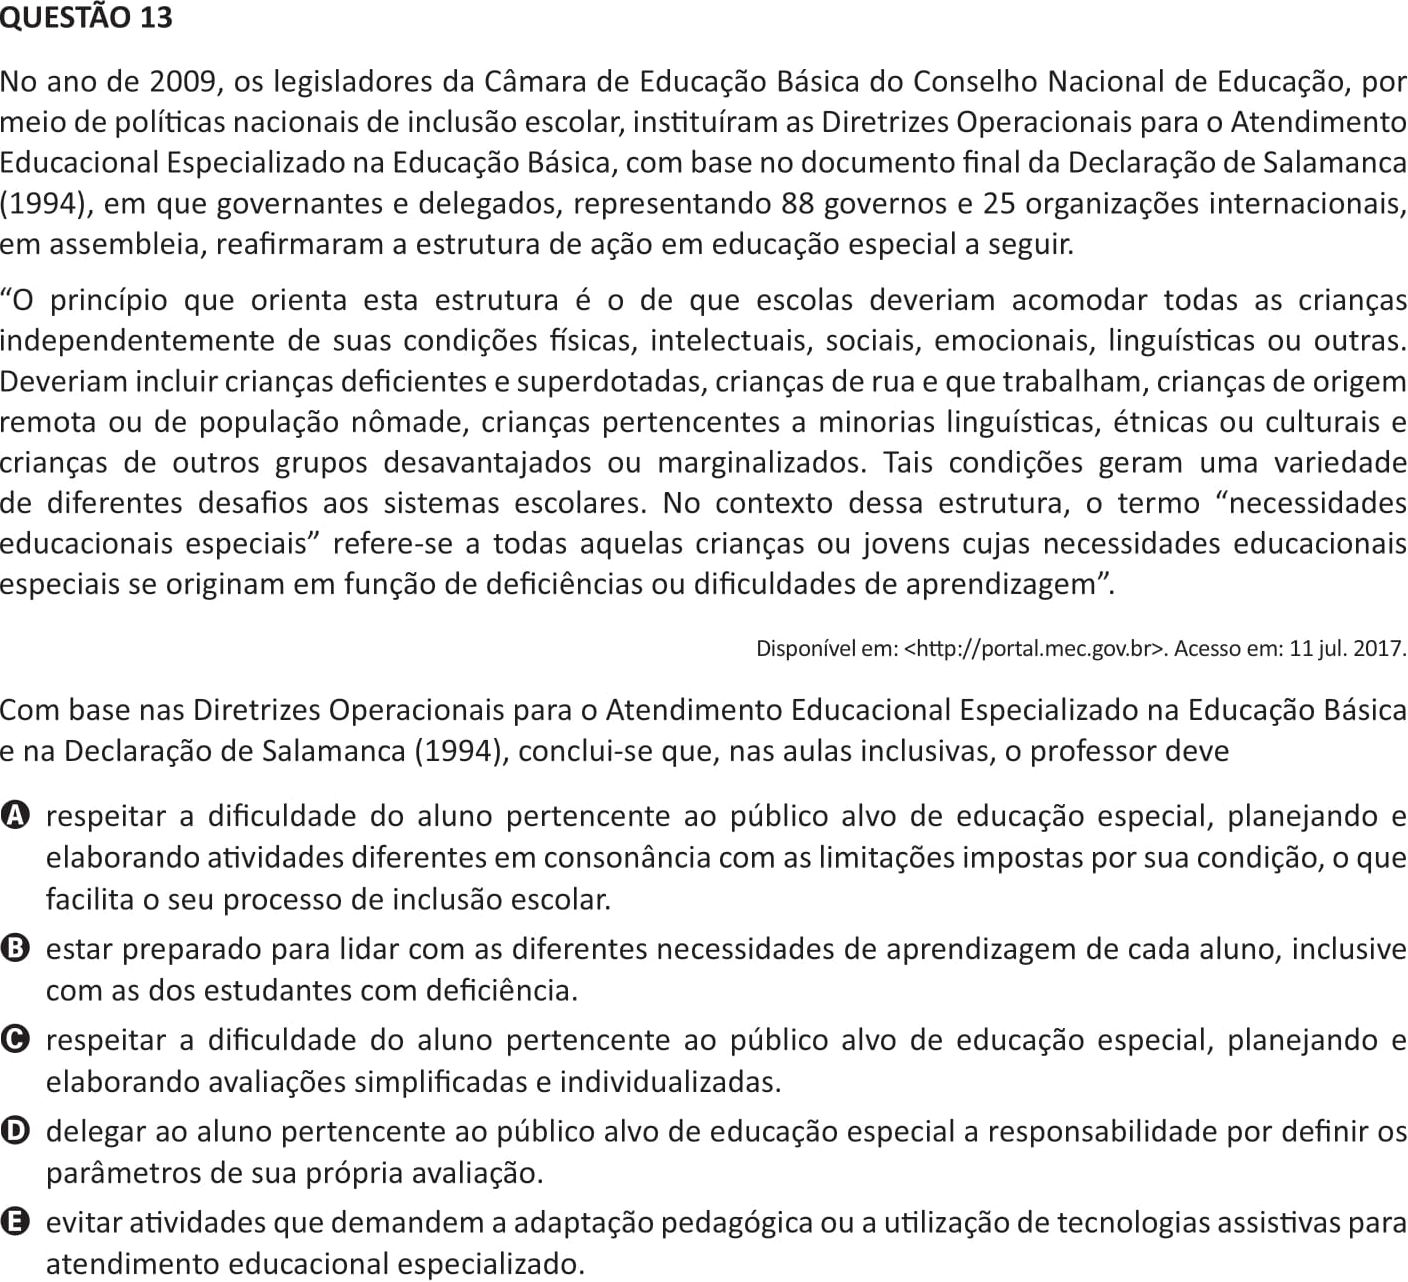 QUESTÃO 13
No ano de 2009, os legisladores da Câmara de Educação Básica do Conselho Nacional de Educação, por
meio de políticas nacionais de inclusão escolar, instituíram as Diretrizes Operacionais para o Atendimento
Educacional Especializado na Educação Básica, com base no documento final da Declaração de Salamanca
(1994), em que governantes e delegados, representando 88 governos e 25 organizações internacionais,
em assembleia, reafirmaram a estrutura de ação em educação especial a seguir.
“O princípio que orienta esta estrutura é o de que escolas deveriam acomodar todas as crianças
independentemente de suas condições físicas, intelectuais, sociais, emocionais, linguísticas ou outras.
Deveriam incluir crianças deficientes e superdotadas, crianças de rua e que trabalham, crianças de origem
remota ou de população nômade, crianças pertencentes a minorias linguísticas, étnicas ou culturais e
crianças de outros grupos desavantajados ou marginalizados. Tais condições geram uma variedade
de diferentes desafios aos sistemas escolares. No contexto dessa estrutura, o termo “necessidades
educacionais especiais” refere-se a todas aquelas crianças ou jovens cujas necessidades educacionais
especiais se originam em função de deficiências ou dificuldades de aprendizagem”.
Disponível em: <http://portal.mec.gov.br>. Acesso em: 11 jul. 2017.
Com base nas Diretrizes Operacionais para o Atendimento Educacional Especializado na Educação Básica
e na Declaração de Salamanca (1994), conclui-se que, nas aulas inclusivas, o professor deve
A respeitar a dificuldade do aluno pertencente ao público alvo de educação especial, planejando e
elaborando atividades diferentes em consonância com as limitações impostas por sua condição, o que
facilita o seu processo de inclusão escolar.
B estar preparado para lidar com as diferentes necessidades de aprendizagem de cada aluno, inclusive
com as dos estudantes com deficiência.
C respeitar a dificuldade do aluno pertencente ao público alvo de educação especial, planejando e
elaborando avaliações simplificadas e individualizadas.
D delegar ao aluno pertencente ao público alvo de educação especial a responsabilidade por definir os
parâmetros de sua própria avaliação.
E evitar atividades que demandem a adaptação pedagógica ou a utilização de tecnologias assistivas para
atendimento educacional especializado.